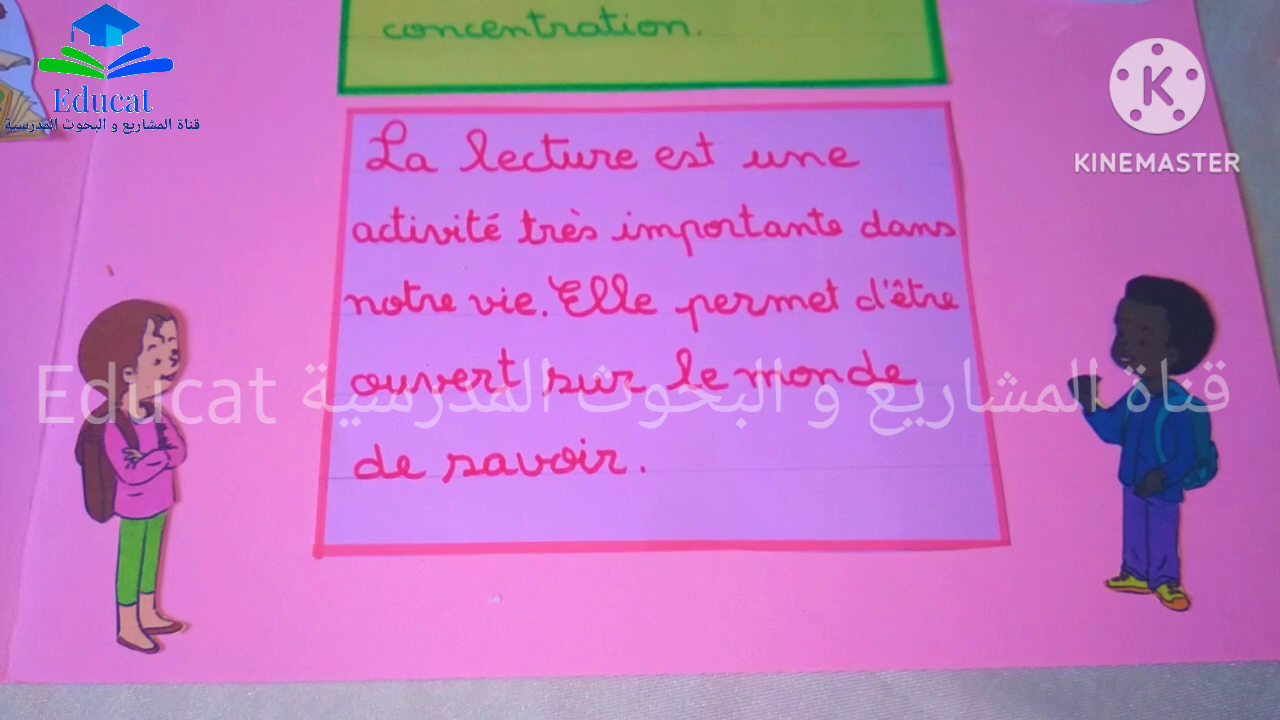 concentration.
Educat
قناة المشاريع و البحوث المدرسية
K
KINEMASTER
La lecture est une
activité très importante dans
notre vie. Elle permet d'être
ouvert sur le monde
de savoir.
Educat قناة المشاريع و البحوث المدرسية